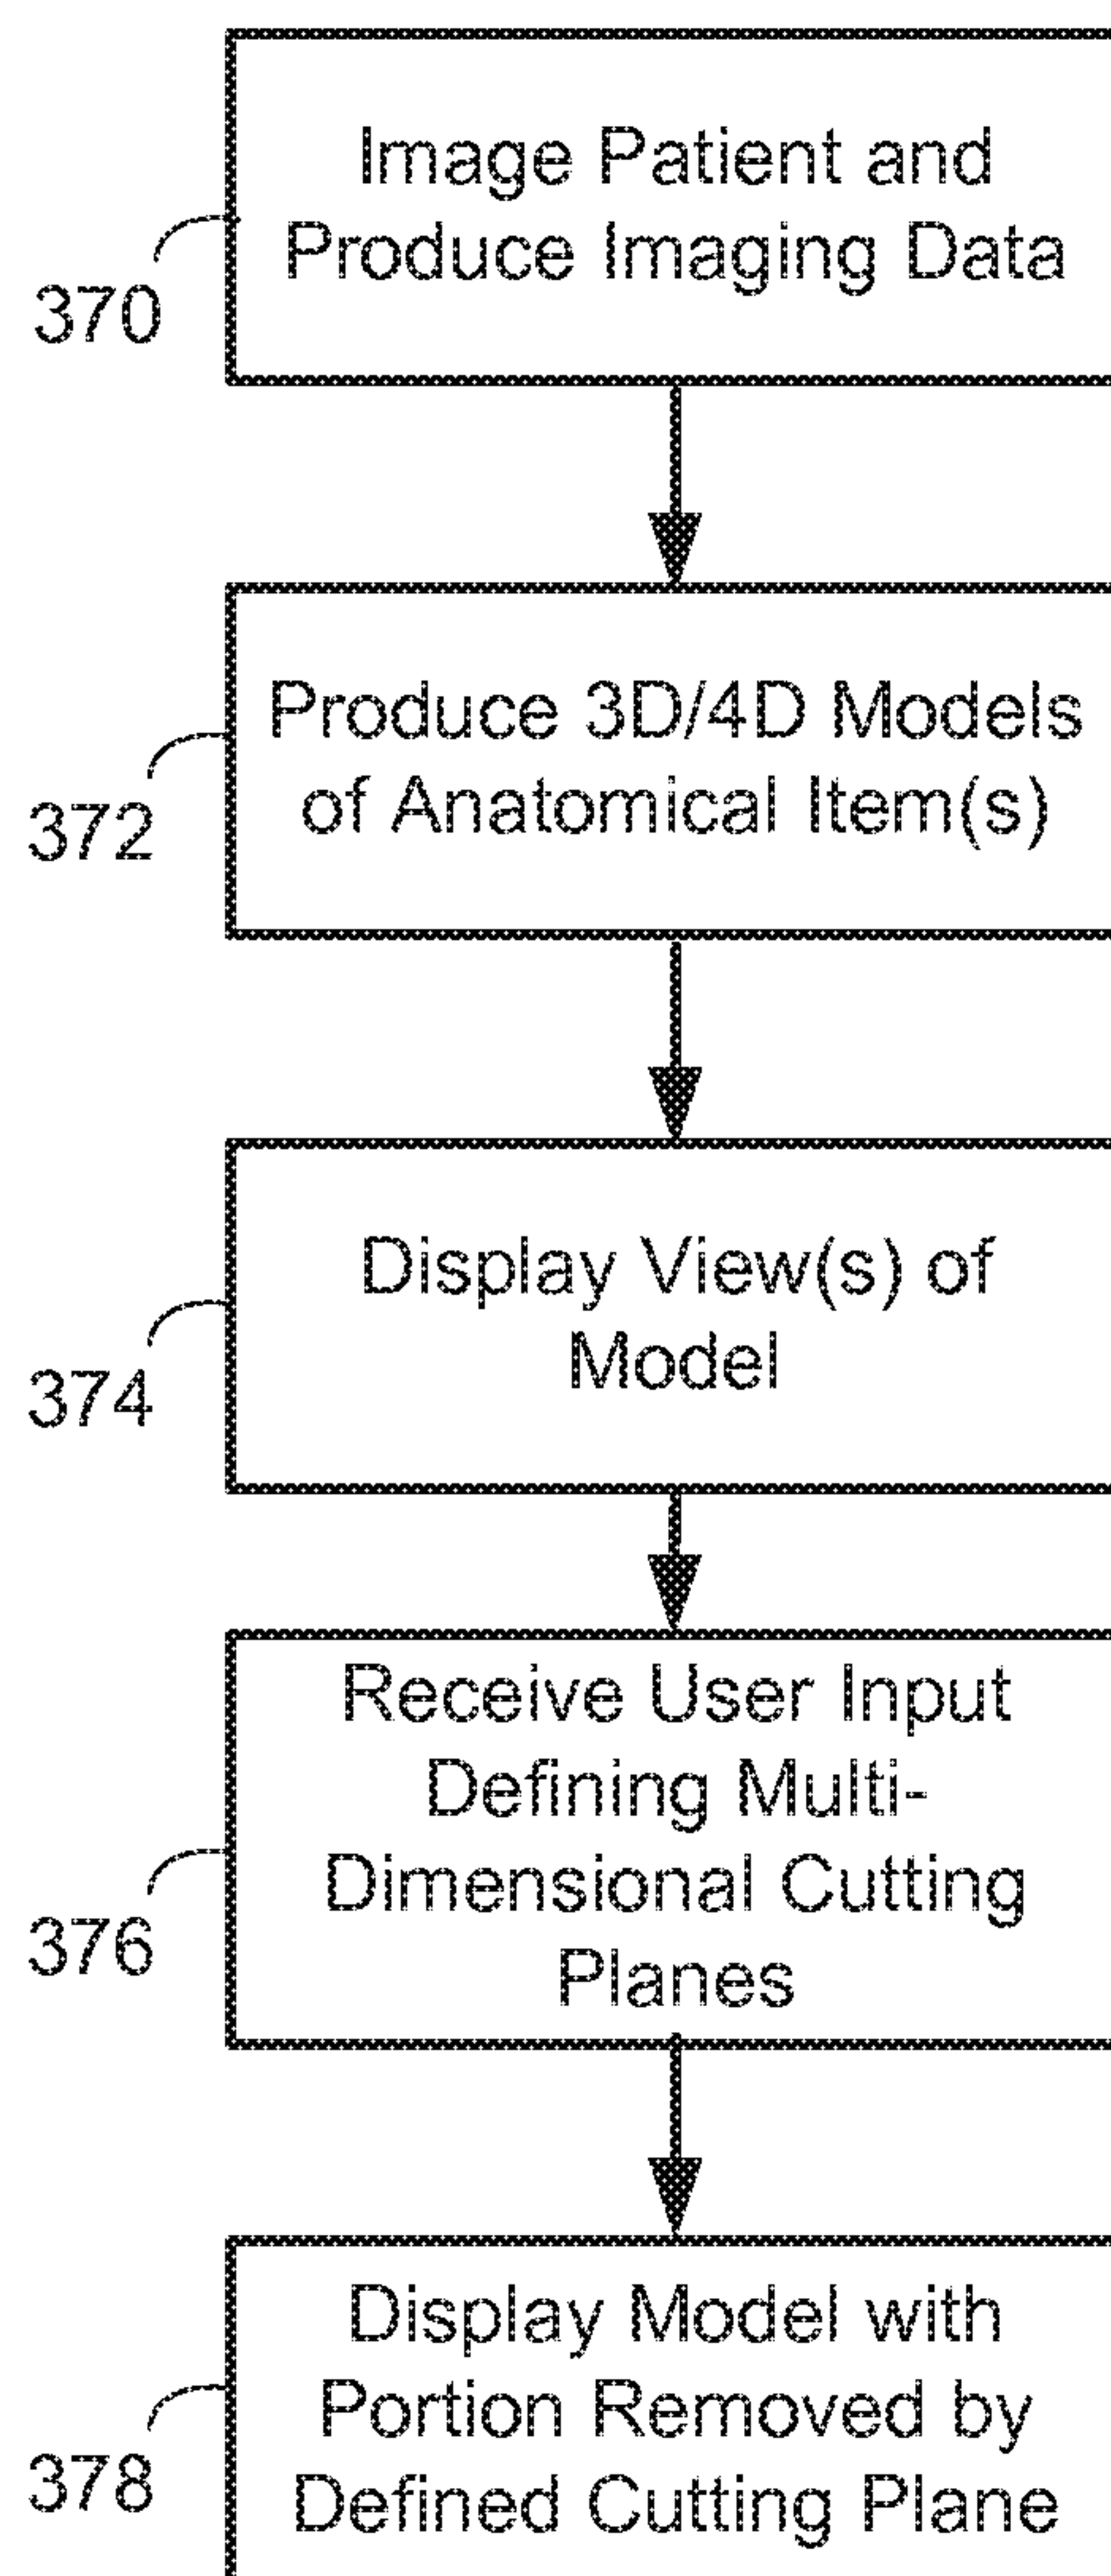 Image Patient and
Produce Imaging Data
370
Produce 3D/4D Models
of Anatomical Item(s)
372
Display View(s) of
Model
374
Receive User Input
Defining Multi-
Dimensional Cutting
Planes
376
Display Model with
Portion Removed by
Defined Cutting Plane
378